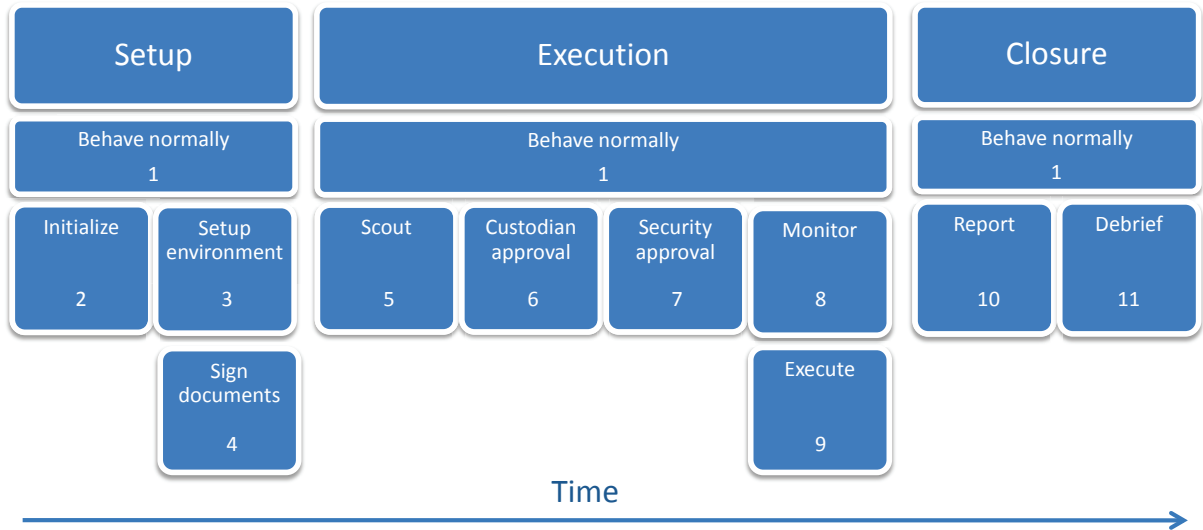 Setup
Execution
Closure
Behave normally
1
Behave normally
1
Behave normally
1
Initialize
2
Setup
environment
3
Scout
5
Custodian
approval
6
Security
approval
7
Monitor
8
Report
10
Debrief
11
Sign
documents
4
Execute
9
Time